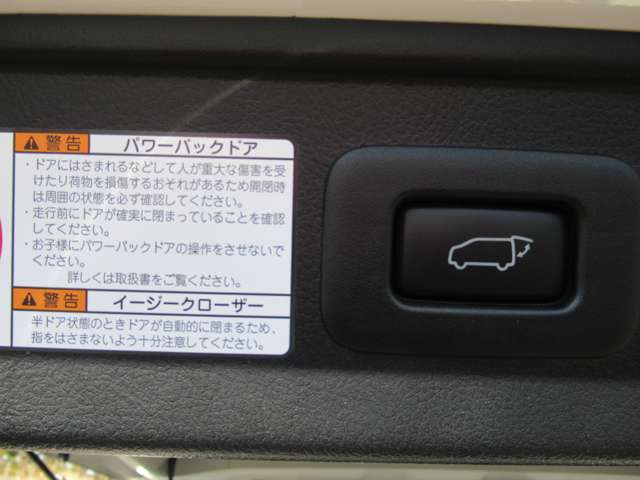 警告 パワーバックドア
・ドアにはさまれるなどして人が重大な傷害を受
けたり荷物を損傷するおそれがあるため開閉時
は周囲の状態を必ず確認してください。
・走行前にドアが確実に閉まっていることを確認
してください。
・お子様にパワーバックドアの操作をさせないで
ください。
詳しくは取扱書をご覧ください。
警告 イージークローザー
半ドア状態のときドアが自動的に閉まるため、
指をはさまないよう十分注意してください。